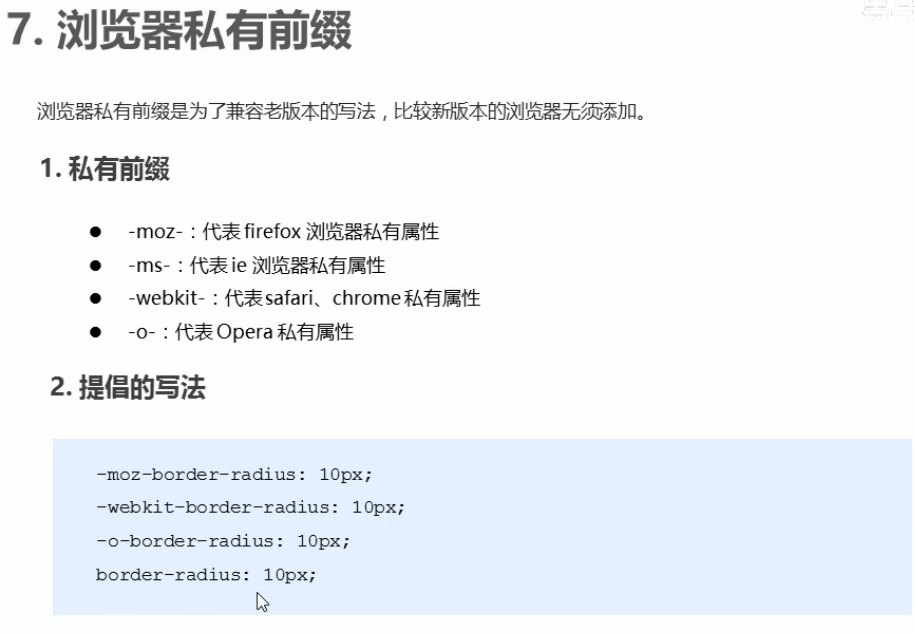 7. 浏览器私有前缀
浏览器私有前缀是为了兼容老版本的写法，比较新版本的浏览器无须添加。
1. 私有前缀
● -moz-：代表 firefox 浏览器私有属性
● -ms-：代表 ie 浏览器私有属性
● -webkit-：代表 safari、chrome 私有属性
● -o-：代表 Opera 私有属性
2. 提倡的写法
-moz-border-radius: 10px;
-webkit-border-radius: 10px;
-o-border-radius: 10px;
border-radius: 10px;